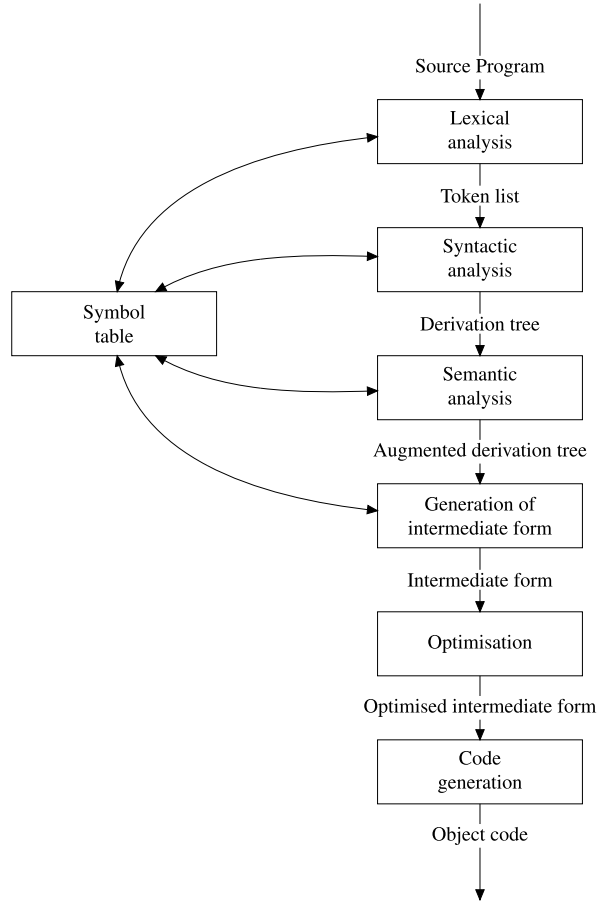 Source Program
Lexical
analysis
Token list
Syntactic
analysis
Symbol
table
Derivation tree
Semantic
analysis
Augmented derivation tree
Generation of
intermediate form
Intermediate form
Optimisation
Optimised intermediate form
Code
generation
Object code